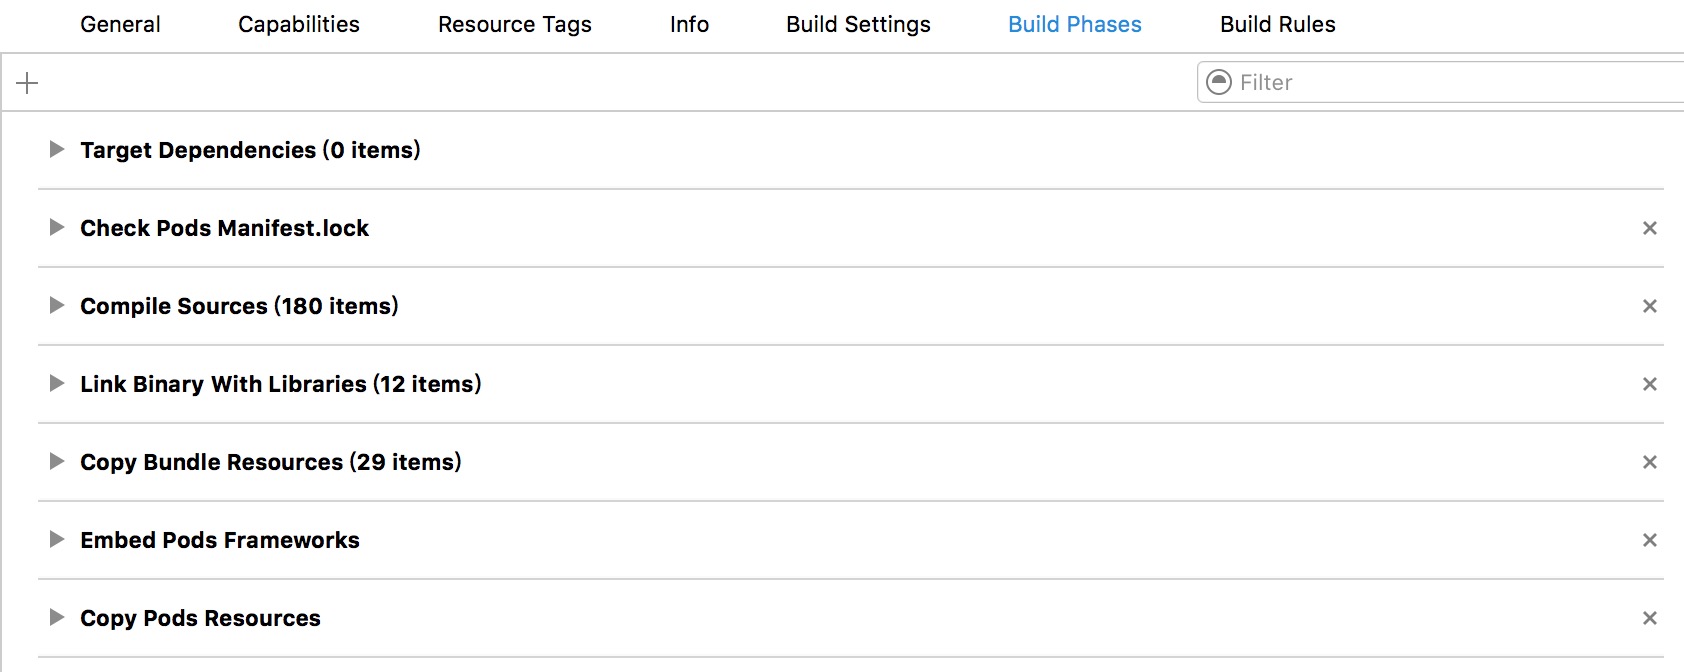 General Capabilities Resource Tags Info Build Settings Build Phases Build Rules
Filter
Target Dependencies (0 items)
Check Pods Manifest.lock
Compile Sources (180 items)
Link Binary With Libraries (12 items)
Copy Bundle Resources (29 items)
Embed Pods Frameworks
Copy Pods Resources